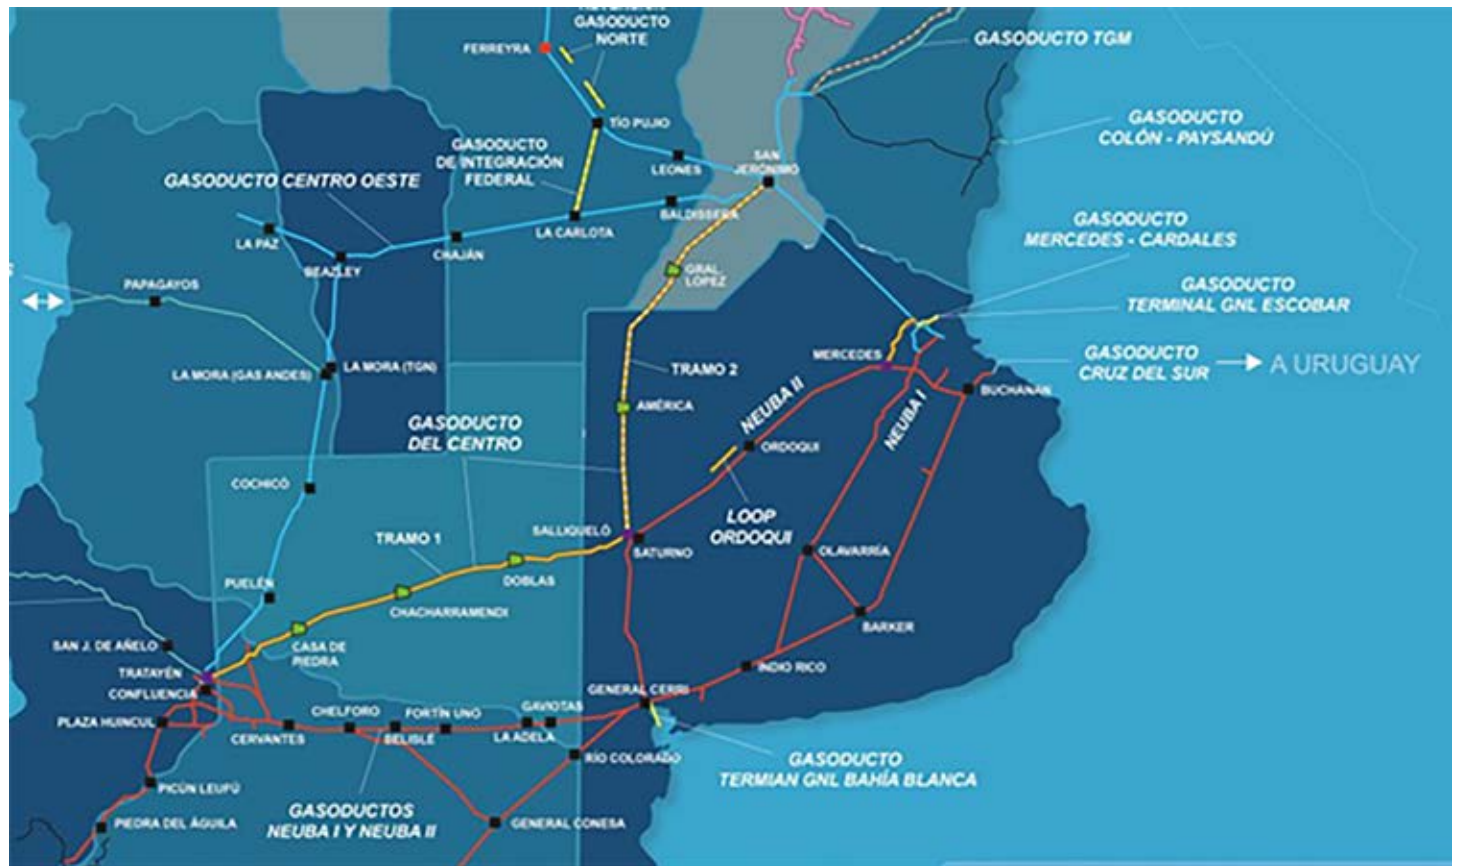 GASODUCTO
NORTE
FERREYRA
GASODUCTO TGM
TÍO PUJIO
GASODUCTO
COLÓN - PAYSANDÚ
GASODUCTO
DE INTEGRACIÓN
FEDERAL
LEONES
SAN
JERÓNIMO
GASODUCTO CENTRO OESTE
BALDISSERA
LA CARLOTA
GASODUCTO
MERCEDES - CARDALES
LA PAZ
CHAJÁN
BEAZLEY
GRAL.
LÓPEZ
PAPAGAYOS
S
GASODUCTO
TERMINAL GNL ESCOBAR
MERCEDES
GASODUCTO
CRUZ DEL SUR
A URUGUAY
LA MORA (GAS ANDES)
LA MORA (TGN)
TRAMO 2
BUCHANAN
NEUBA II
NEUBA I
AMÉRICA
GASODUCTO
DEL CENTRO
ORDOQUI
COCHICÓ
LOOP
ORDOQUI
SALLIQUELÓ
TRAMO 1
SATURNO
OLAVARRÍA
DOBLAS
PUELÉN
CHACHARRAMENDI
BARKER
SAN J. DE AÑELO
CASA DE
PIEDRA
TRATAYÉN
INDIO RICO
CONFLUENCIA
GENERAL CERRI
PLAZA HUINCUL
CHELFORO
FORTÍN UNO
GAVIOTAS
CERVANTES
BELISLÉ
LA ADELA
RÍO COLORADO
GASODUCTO
TERMIAN GNL BAHÍA BLANCA
PICÚN LEUFÚ
GASODUCTOS
NEUBA I Y NEUBA II
PIEDRA DEL ÁGUILA
GENERAL CONESA